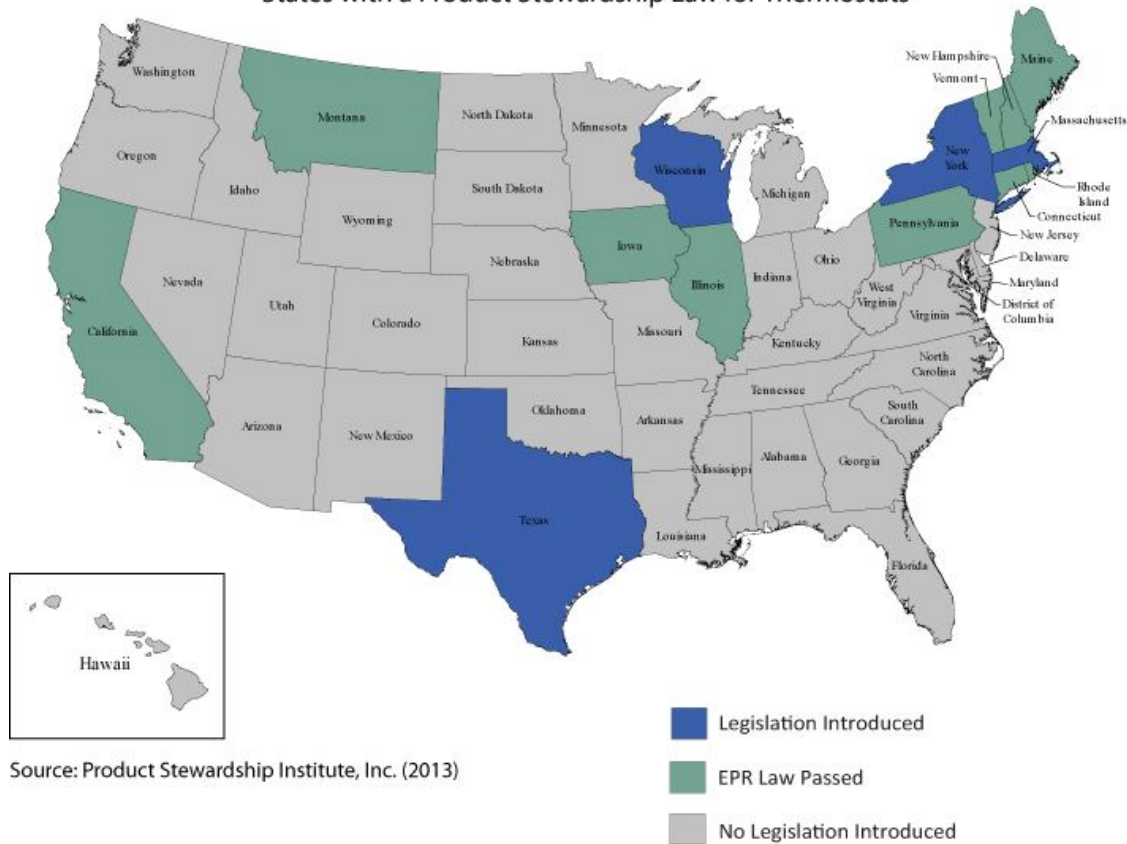 States with a Product Stewardship Law for Thermostats
Washington
Montana
North Dakota
Minnesota
New Hampshire
Vermont
Maine
Massachusetts
Oregon
Idaho
Wyoming
South Dakota
Wisconsin
Michigan
New
York
Rhode
Island
Connecticut
New Jersey
Pennsylvania
Delaware
Maryland
District of
Columbia
Nevada
Utah
Colorado
Nebraska
Iowa
Illinois
Indiana
Ohio
West
Virginia
Virginia
California
Kansas
Missouri
Kentucky
North
Carolina
Tennessee
South
Carolina
Arizona
New Mexico
Oklahoma
Arkansas
Mississippi
Alabama
Georgia
Texas
Louisiana
Florida
Hawaii
Legislation Introduced
Source: Product Stewardship Institute, Inc. (2013)
EPR Law Passed
No Legislation Introduced